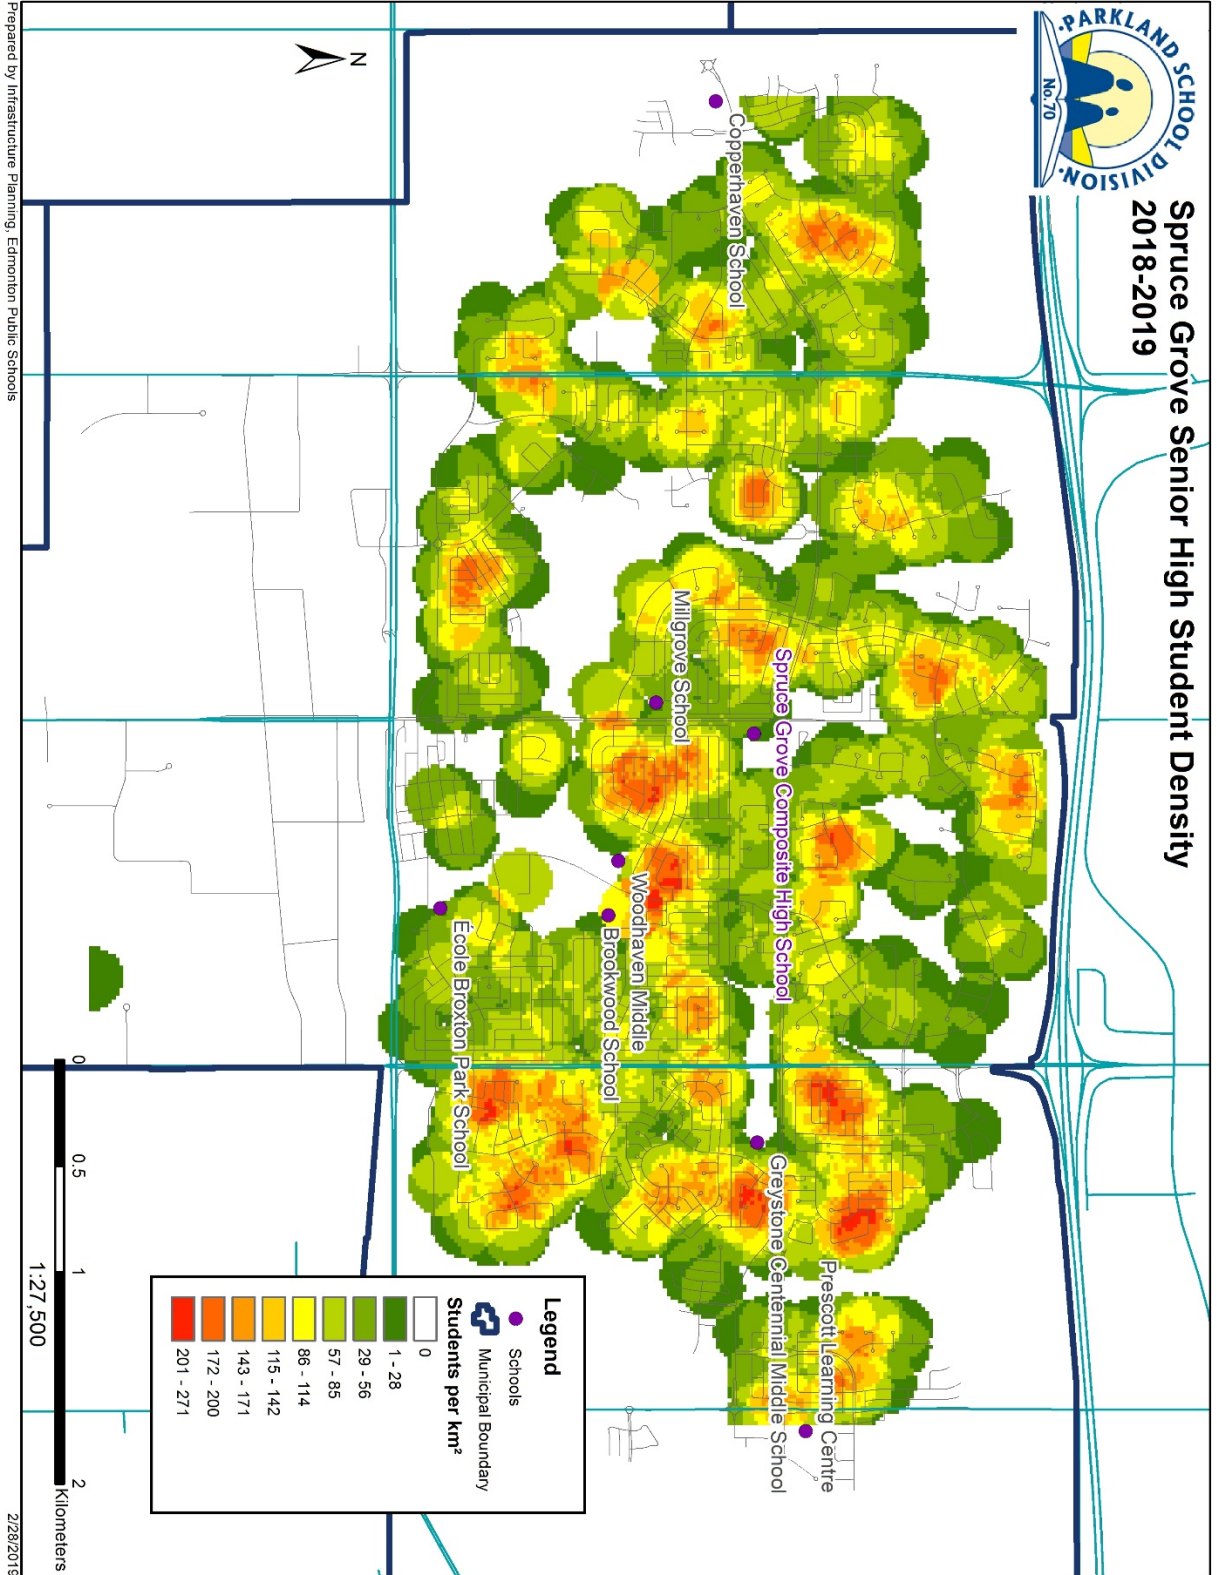 PARKLAND SCHOOL DIVISION
No. 70
Spruce Grove Senior High Student Density
2018-2019
N
Copperhaven School
Millgrove School
Spruce Grove Composite High School
Woodhaven Middle
Brookwood School
École Broxton Park School
Greystone Centennial Middle School
Prescott Learning Centre
Legend
Schools
Municipal Boundary
Students per km²
0
1 - 28
29 - 56
57 - 85
86 - 114
115 - 142
143 - 171
172 - 200
201 - 271
0 0.5 1 2
Kilometers
1:27,500
Prepared by Infrastructure Planning, Edmonton Public Schools
2/28/2019